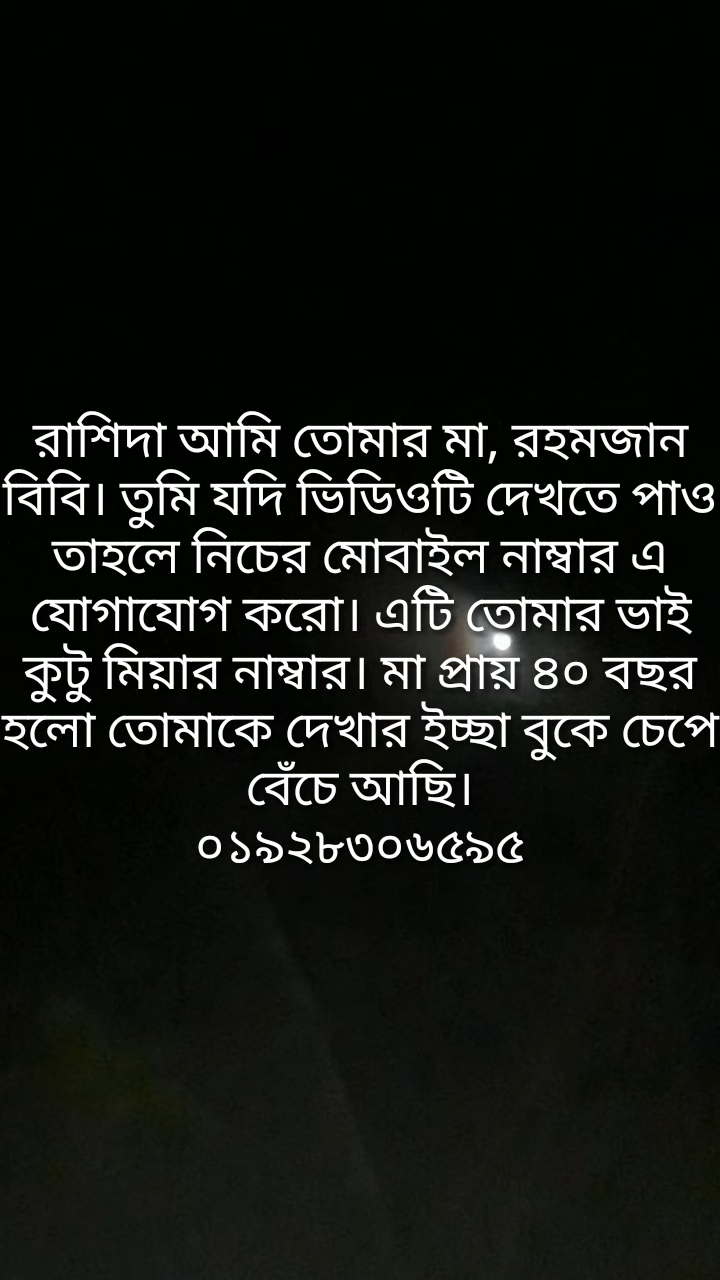 রাশিদা আমি তোমার মা, রহমজান
বিবি। তুমি যদি ভিডিওটি দেখতে পাও
তাহলে নিচের মোবাইল নাম্বার এ
যোগাযোগ করো। এটি তোমার ভাই
কুটু মিয়ার নাম্বার। মা প্রায় ৪০ বছর
হলো তোমাকে দেখার ইচ্ছা বুকে চেপে
বেঁচে আছি।
০১৯২৮৩০৬৫৯৫